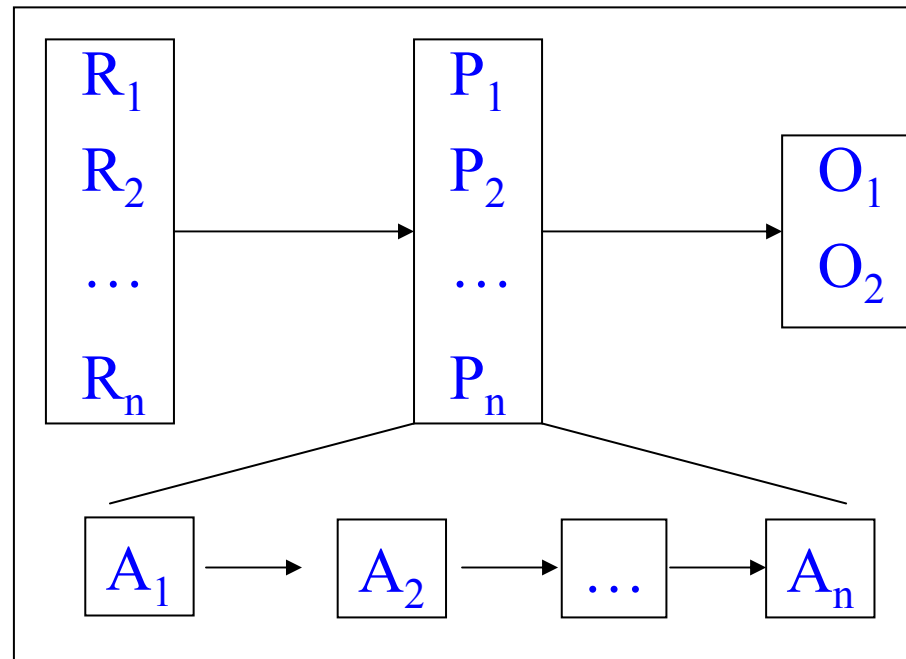 R₁
R₂
…
Rₙ
P₁
P₂
…
Pₙ
O₁
O₂
A₁
A₂
…
Aₙ